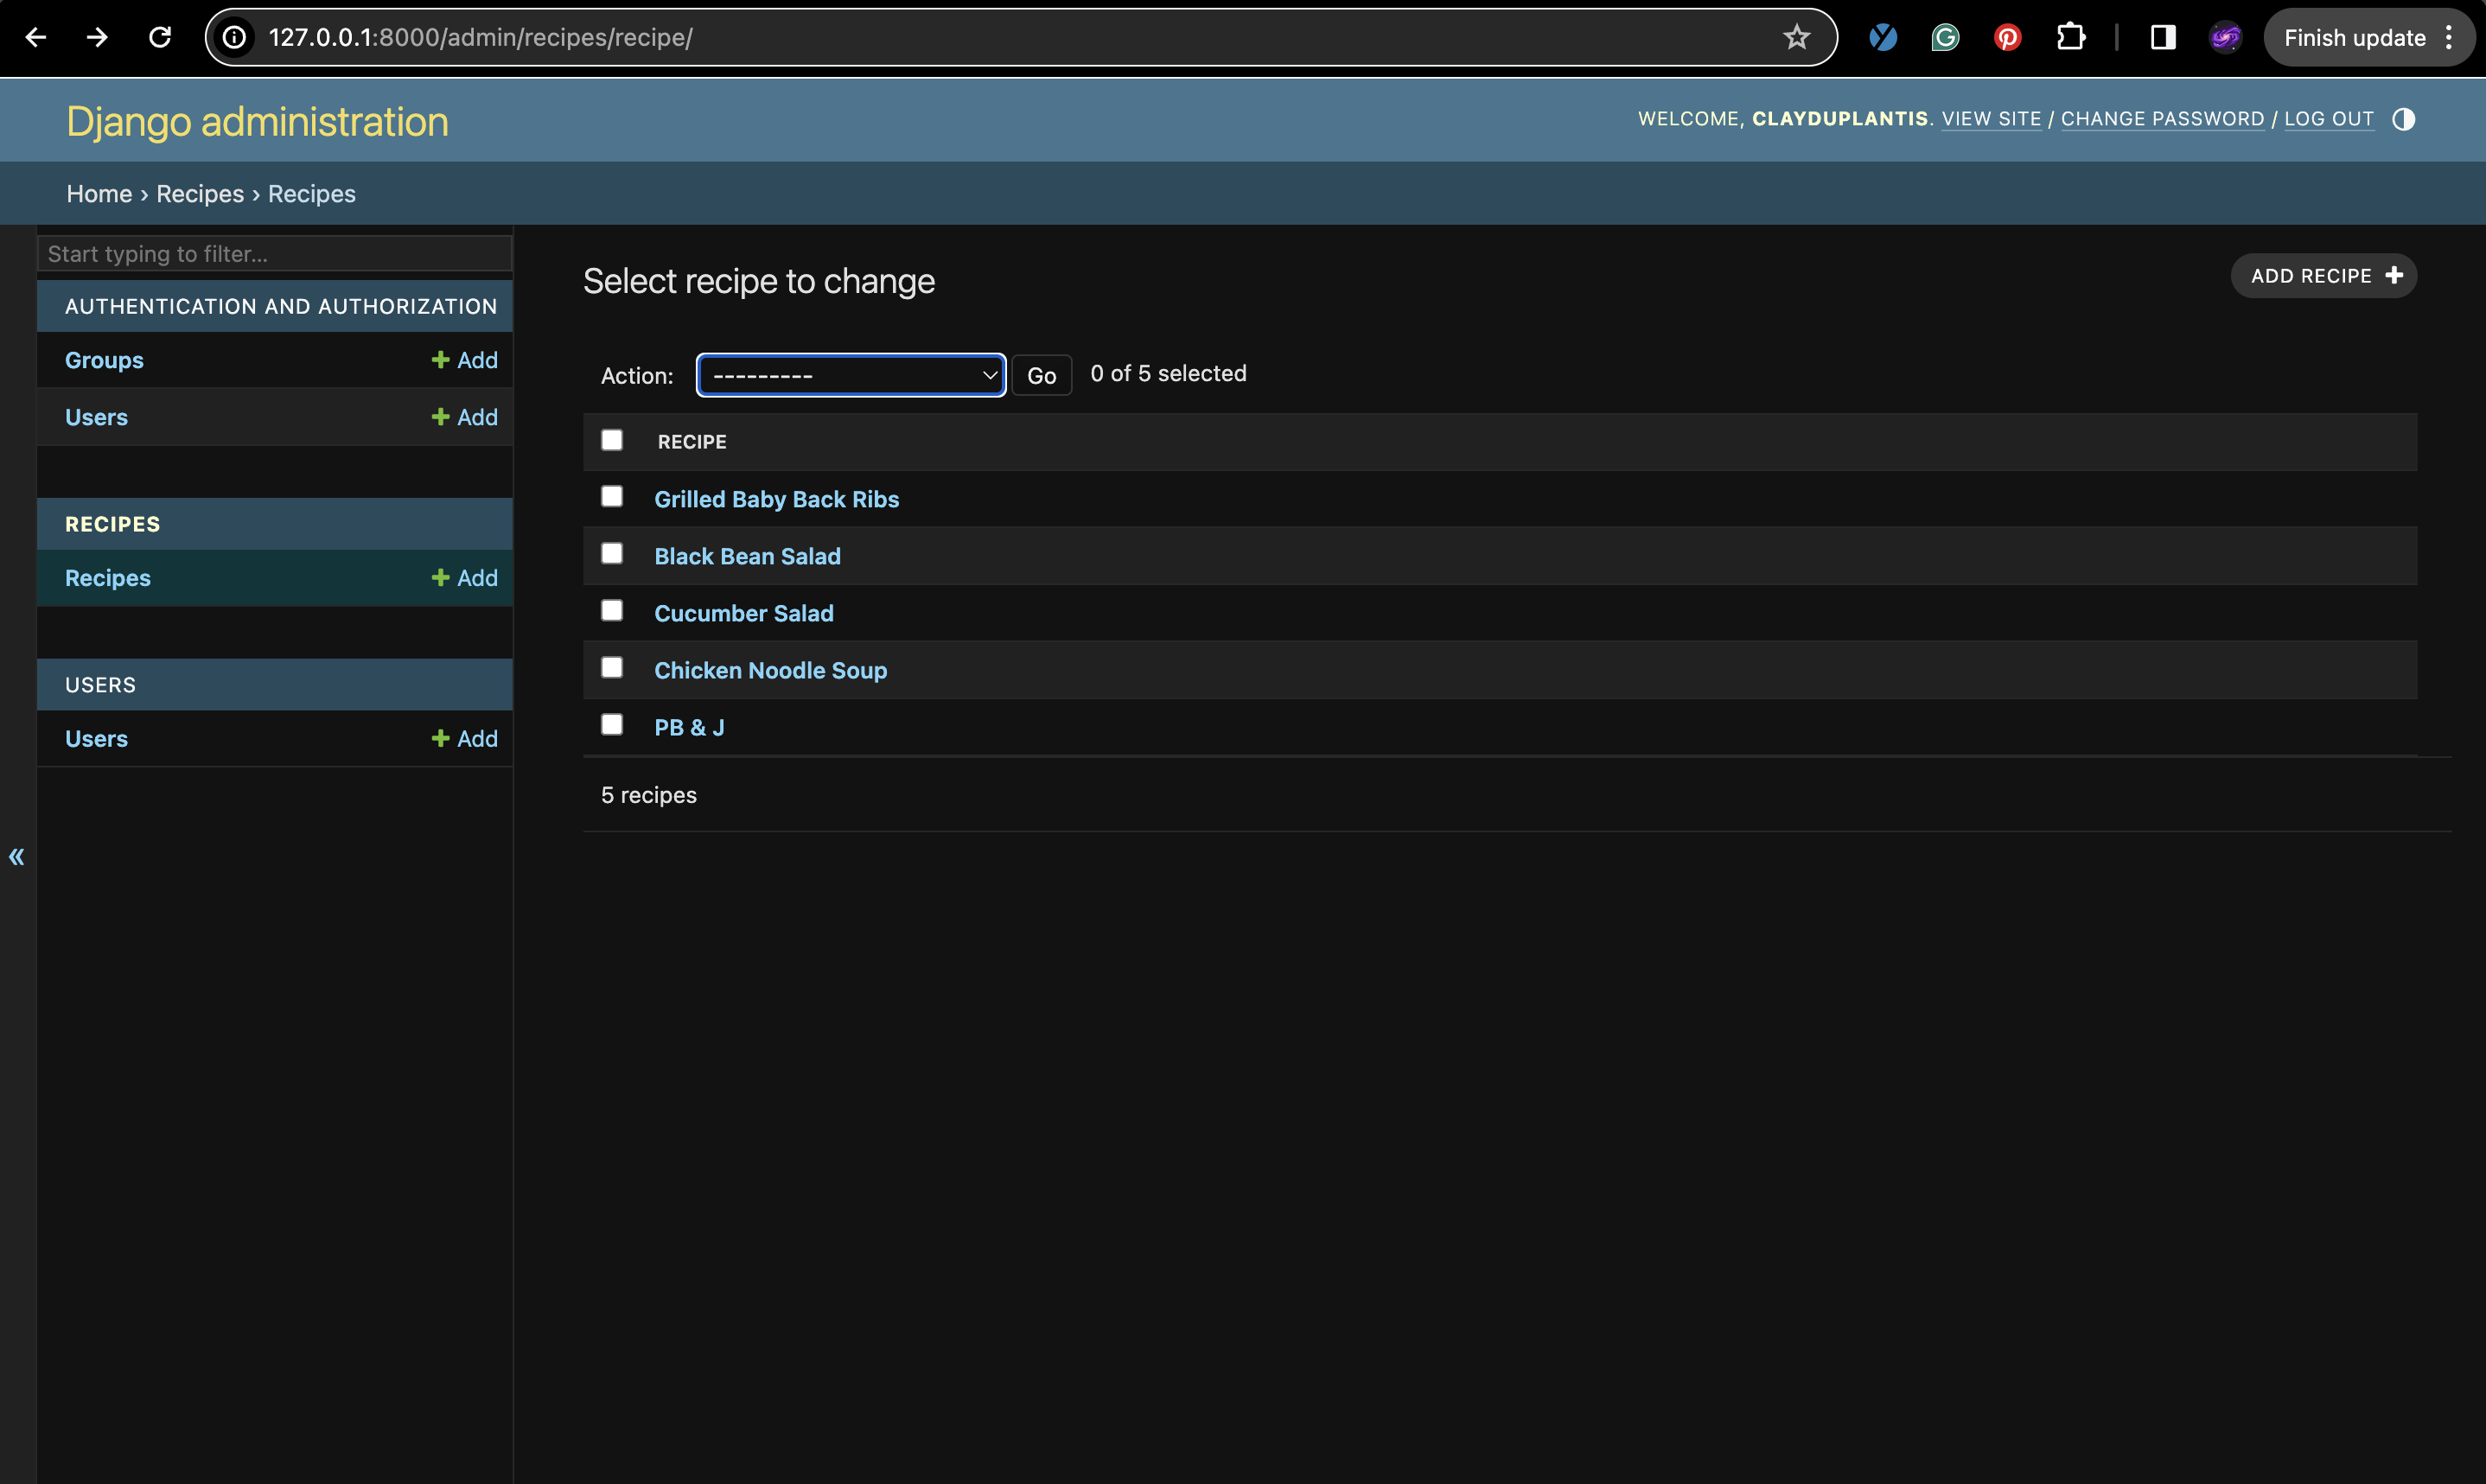 127.0.0.1:8000/admin/recipes/recipe/
Finish update
Django administration
WELCOME, CLAYDUPLANTIS. VIEW SITE / CHANGE PASSWORD / LOG OUT
Home › Recipes › Recipes
Start typing to filter...
AUTHENTICATION AND AUTHORIZATION
Groups + Add
Users + Add
RECIPES
Recipes + Add
USERS
Users + Add
«
Select recipe to change
ADD RECIPE +
Action: --------- Go 0 of 5 selected
RECIPE
Grilled Baby Back Ribs
Black Bean Salad
Cucumber Salad
Chicken Noodle Soup
PB & J
5 recipes